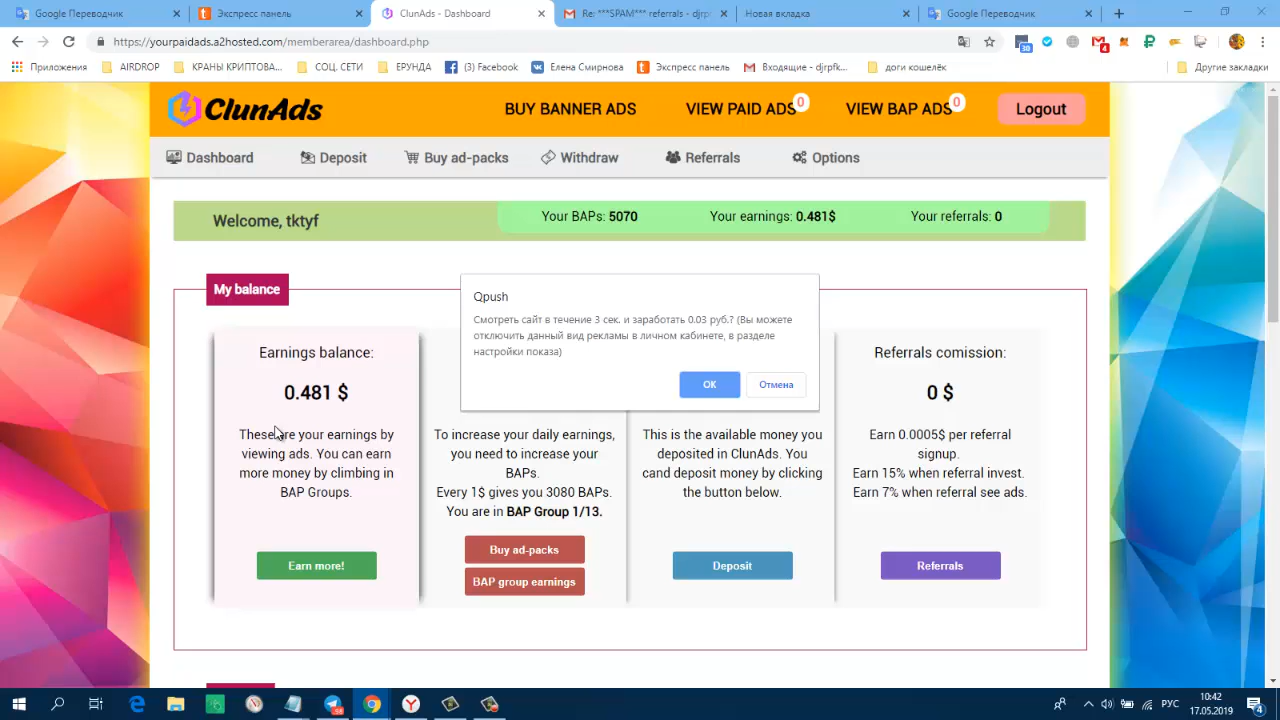 Google Переводчик
Экспресс панель
ClunAds - Dashboard
Re: ***SPAM*** referrals - djrp
Новая вкладка
Google Переводчик
https://yourpaidads.a2hosted.com/memberarea/dashboard.php
30
4
Приложения
AIRDROP
КРАНЫ КРИПТОВА...
СОЦ. СЕТИ
ЕРУНДА
(3) Facebook
Елена Смирнова
Экспресс панель
Входящие - djrpfk...
доги кошелёк
Другие закладки
ClunAds
BUY BANNER ADS
VIEW PAID ADS 0
VIEW BAP ADS 0
Logout
Dashboard
Deposit
Buy ad-packs
Withdraw
Referrals
Options
Welcome, tktyf
Your BAPs: 5070
Your earnings: 0.481$
Your referrals: 0
My balance
Qpush
Смотреть сайт в течение 3 сек. и заработать 0.03 руб.? (Вы можете
отключить данный вид рекламы в личном кабинете, в разделе
настройки показа)
OK
Отмена
Earnings balance:
0.481 $
These are your earnings by
viewing ads. You can earn
more money by climbing in
BAP Groups.
Earn more!
To increase your daily earnings,
you need to increase your
BAPs.
Every 1$ gives you 3080 BAPs.
You are in BAP Group 1/13.
Buy ad-packs
BAP group earnings
This is the available money you
deposited in ClunAds. You
cand deposit money by clicking
the button below.
Deposit
Referrals comission:
0 $
Earn 0.0005$ per referral
signup.
Earn 15% when referral invest.
Earn 7% when referral see ads.
Referrals
РУС
10:42
17.05.2019
4